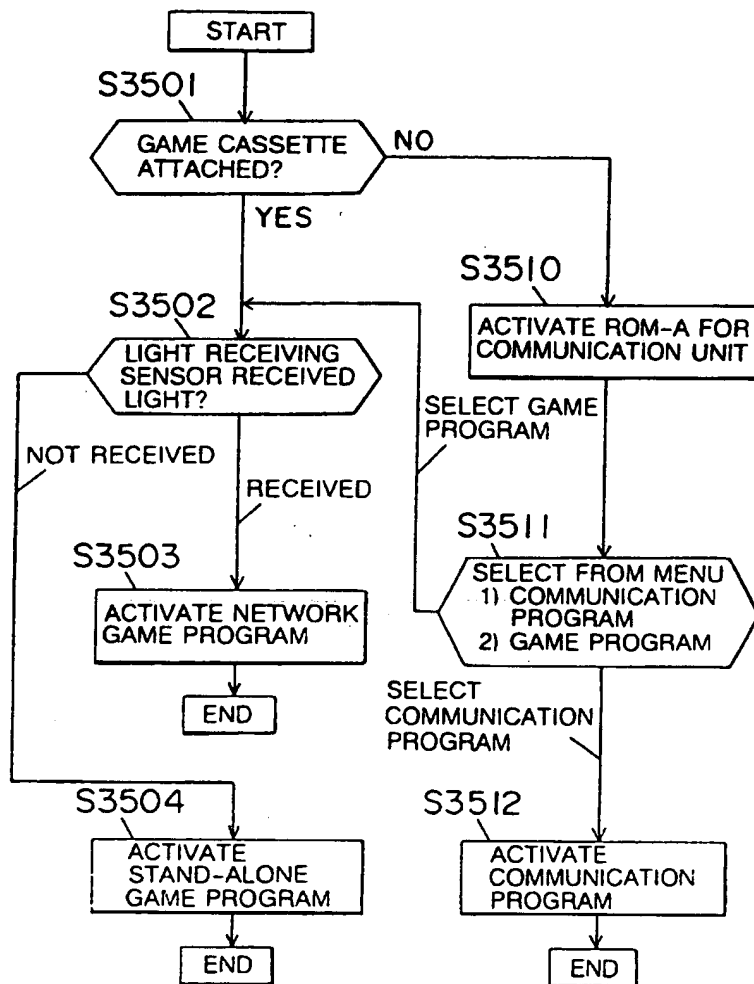 START
S3501
GAME CASSETTE
ATTACHED?
NO
YES
S3510
ACTIVATE ROM-A FOR
COMMUNICATION UNIT
S3502
LIGHT RECEIVING
SENSOR RECEIVED
LIGHT?
SELECT GAME
PROGRAM
NOT RECEIVED
RECEIVED
S3511
SELECT FROM MENU
1) COMMUNICATION
PROGRAM
2) GAME PROGRAM
S3503
ACTIVATE NETWORK
GAME PROGRAM
END
SELECT
COMMUNICATION
PROGRAM
S3504
ACTIVATE
STAND-ALONE
GAME PROGRAM
END
S3512
ACTIVATE
COMMUNICATION
PROGRAM
END